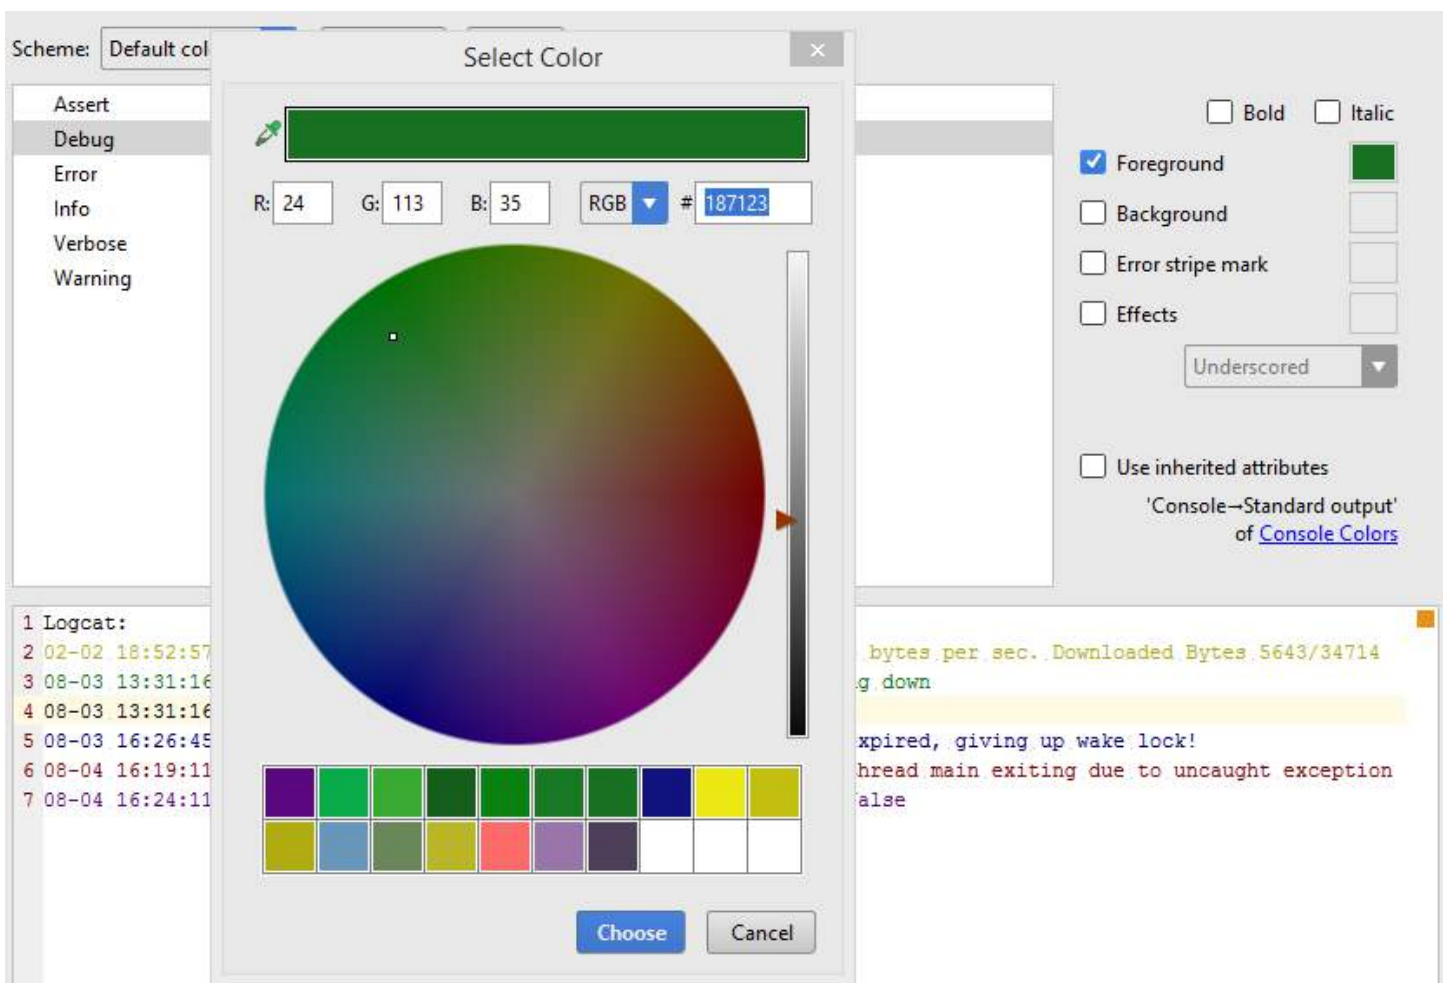 Scheme: Default col
Select Color
Assert
Debug
Error
Info
Verbose
Warning
R: 24 G: 113 B: 35 RGB # 187123
Bold Italic
Foreground
Background
Error stripe mark
Effects
Underscored
Use inherited attributes
'Console→Standard output'
of Console Colors
1 Logcat:
2 02-02 18:52:57 bytes per sec. Downloaded Bytes 5643/34714
3 08-03 13:31:16 g down
4 08-03 13:31:16
5 08-03 16:26:45 xpired, giving up wake lock!
6 08-04 16:19:11 hread main exiting due to uncaught exception
7 08-04 16:24:11 alse
Choose Cancel